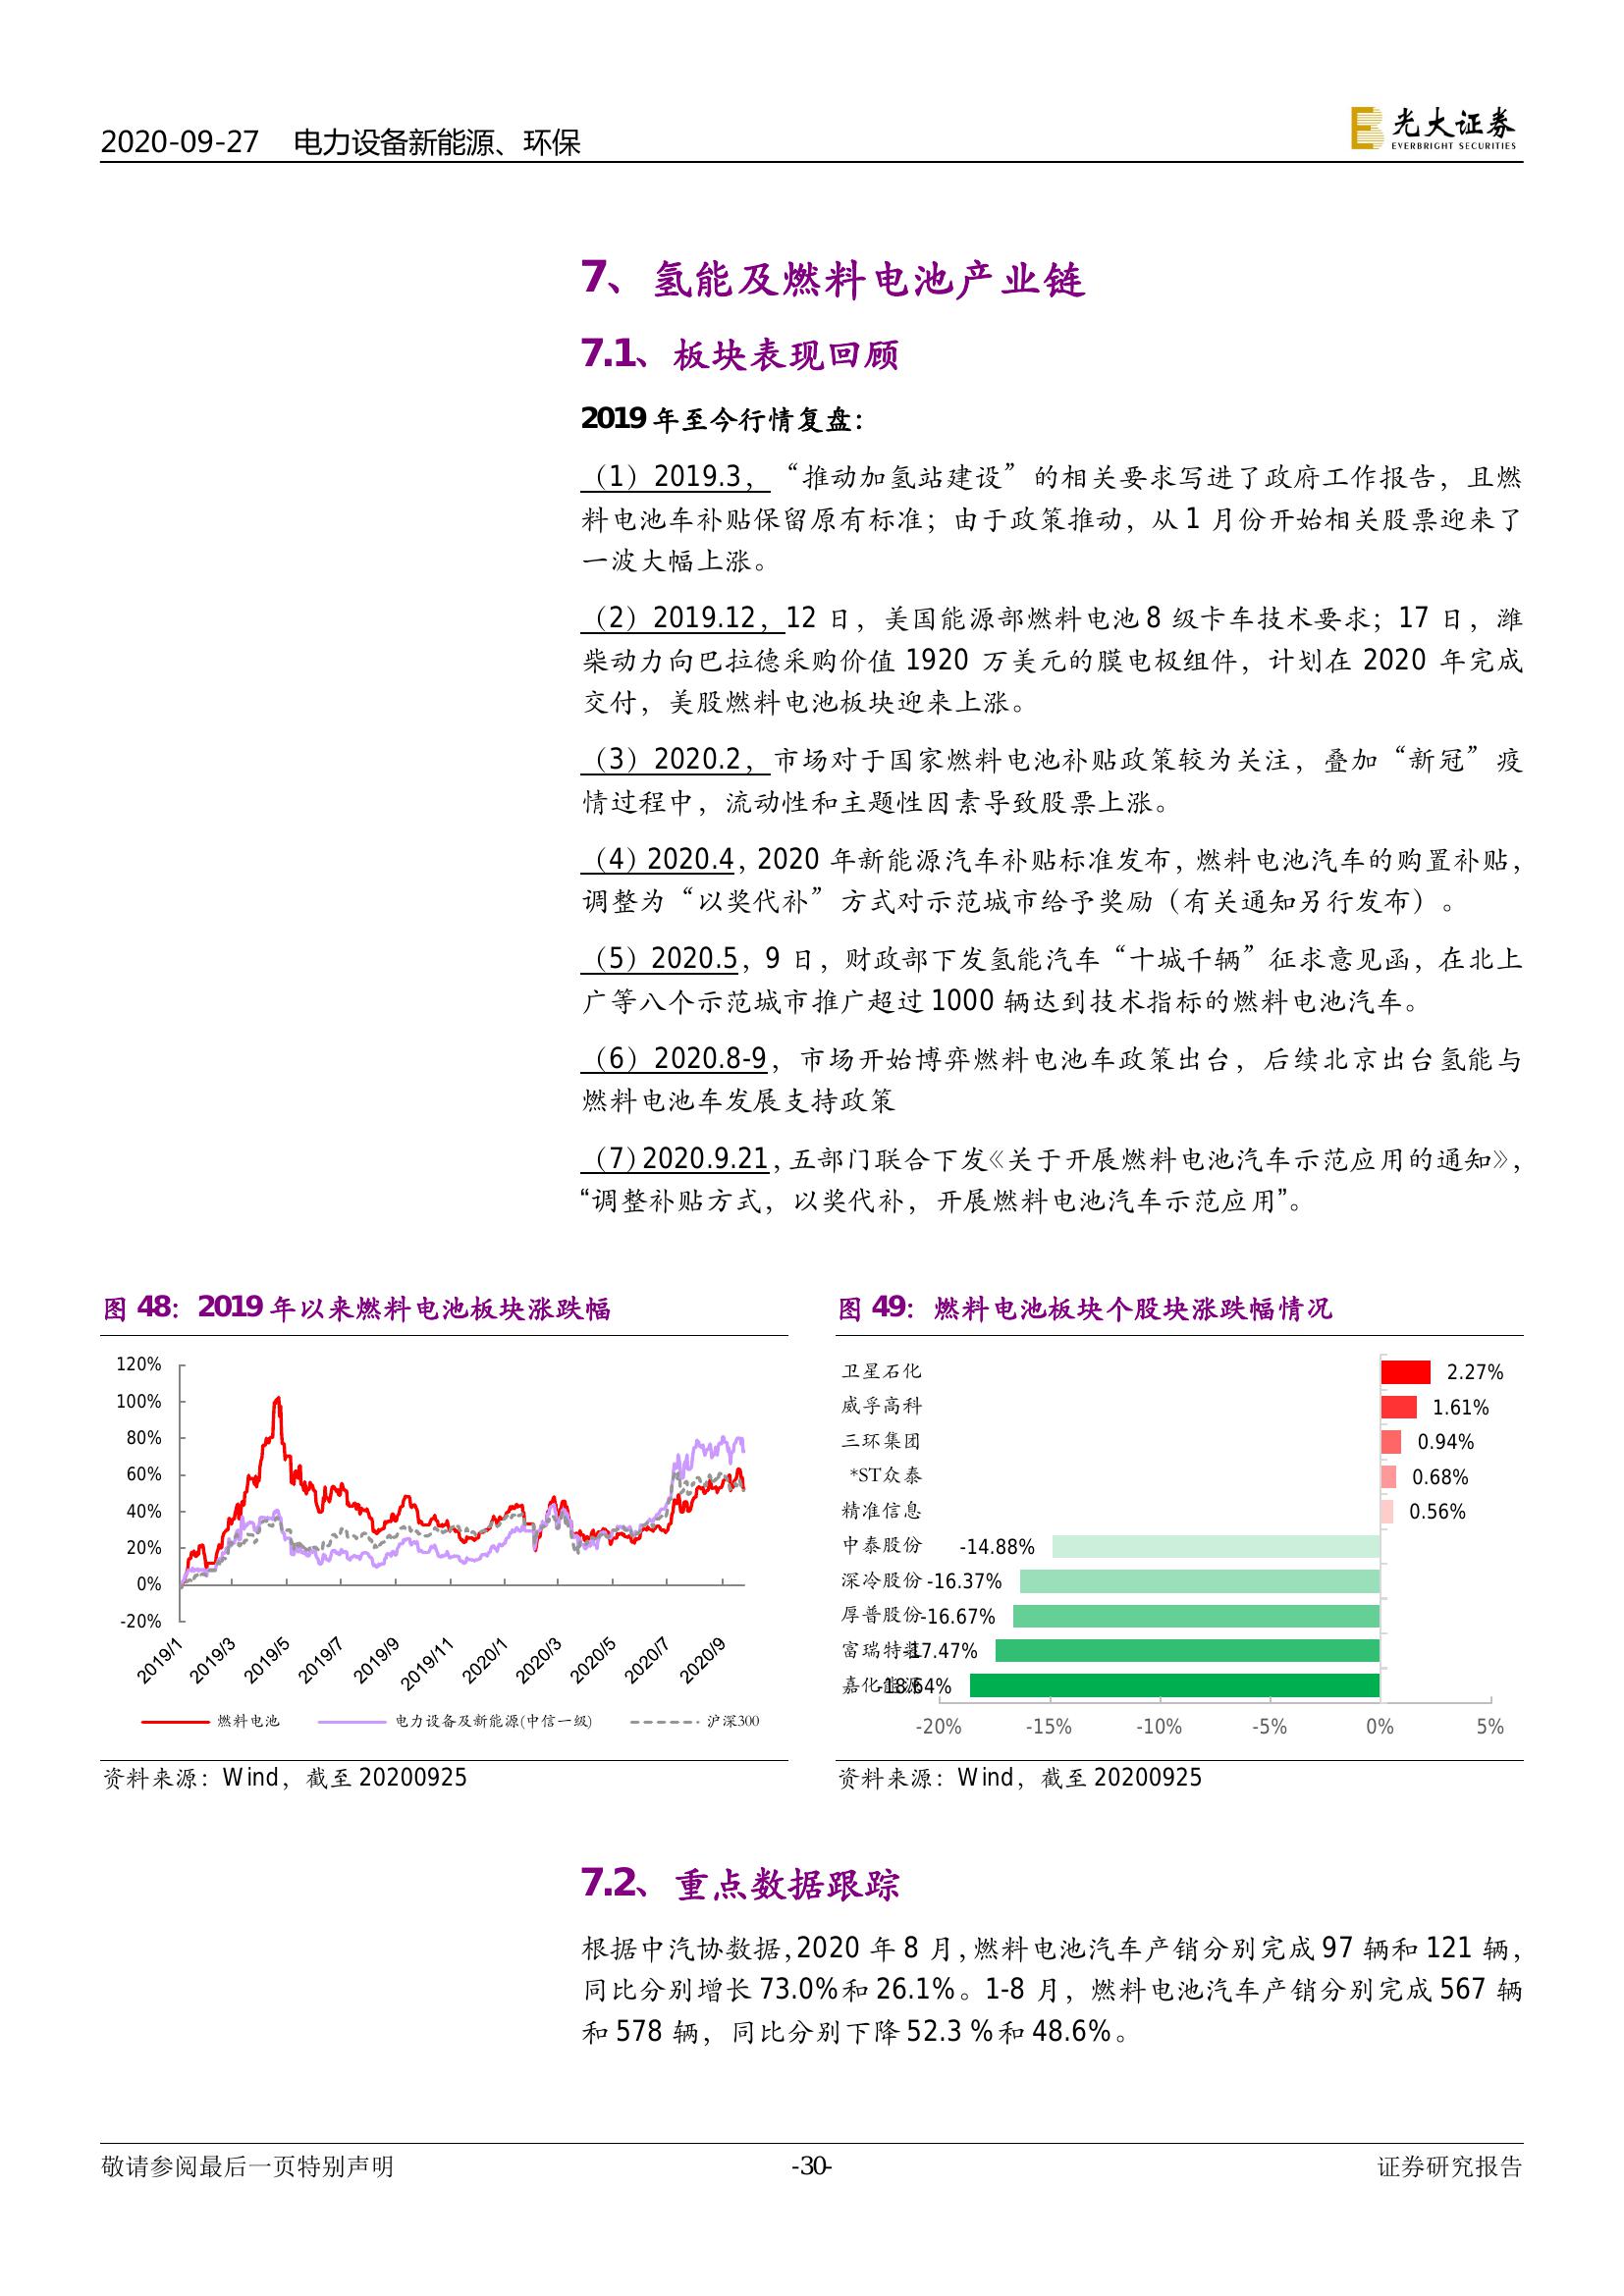 2020-09-27 电力设备新能源、环保
光大证券
EVERBRIGHT SECURITIES
7、氢能及燃料电池产业链
7.1、板块表现回顾
2019 年至今行情复盘：
（1）2019.3，“推动加氢站建设”的相关要求写进了政府工作报告，且燃
料电池车补贴保留原有标准；由于政策推动，从 1 月份开始相关股票迎来了
一波大幅上涨。
（2）2019.12，12 日，美国能源部燃料电池 8 级卡车技术要求；17 日，潍
柴动力向巴拉德采购价值 1920 万美元的膜电极组件，计划在 2020 年完成
交付，美股燃料电池板块迎来上涨。
（3）2020.2，市场对于国家燃料电池补贴政策较为关注，叠加“新冠”疫
情过程中，流动性和主题性因素导致股票上涨。
（4）2020.4，2020 年新能源汽车补贴标准发布，燃料电池汽车的购置补贴，
调整为“以奖代补”方式对示范城市给予奖励（有关通知另行发布）。
（5）2020.5，9 日，财政部下发氢能汽车“十城千辆”征求意见函，在北上
广等八个示范城市推广超过 1000 辆达到技术指标的燃料电池汽车。
（6）2020.8-9，市场开始博弈燃料电池车政策出台，后续北京出台氢能与
燃料电池车发展支持政策
（7）2020.9.21，五部门联合下发《关于开展燃料电池汽车示范应用的通知》，
“调整补贴方式，以奖代补，开展燃料电池汽车示范应用”。
图 48：2019 年以来燃料电池板块涨跌幅
120%
100%
80%
60%
40%
20%
0%
-20%
2019/1 2019/3 2019/5 2019/7 2019/9 2019/11 2020/1 2020/3 2020/5 2020/7 2020/9
燃料电池 电力设备及新能源(中信一级) 沪深300
资料来源：Wind，截至 20200925
图 49：燃料电池板块个股块涨跌幅情况
卫星石化 2.27%
威孚高科 1.61%
三环集团 0.94%
*ST众泰 0.68%
精准信息 0.56%
中泰股份 -14.88%
深冷股份 -16.37%
厚普股份 -16.67%
富瑞特装 -17.47%
嘉化能源 -18.64%
-20% -15% -10% -5% 0% 5%
资料来源：Wind，截至 20200925
7.2、重点数据跟踪
根据中汽协数据，2020 年 8 月，燃料电池汽车产销分别完成 97 辆和 121 辆，
同比分别增长 73.0%和 26.1%。1-8 月，燃料电池汽车产销分别完成 567 辆
和 578 辆，同比分别下降 52.3 %和 48.6%。
敬请参阅最后一页特别声明 -30- 证券研究报告